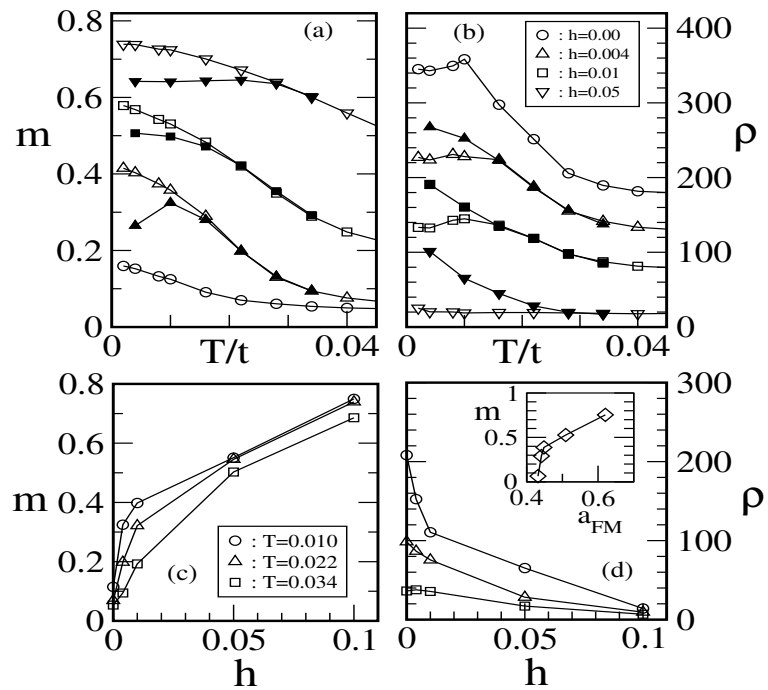 0.8
0.6
0.4
0.2
0
m
(a)
0
T/t
0.04
(b)
: h=0.00
: h=0.004
: h=0.01
: h=0.05
400
300
200
100
0
ρ
0
T/t
0.04
0.8
0.6
0.4
0.2
0
m
(c)
: T=0.010
: T=0.022
: T=0.034
0
0.05
0.1
h
m
1
0.5
0
0.4
0.6
a_FM
(d)
300
200
100
0
ρ
0
0.05
0.1
h